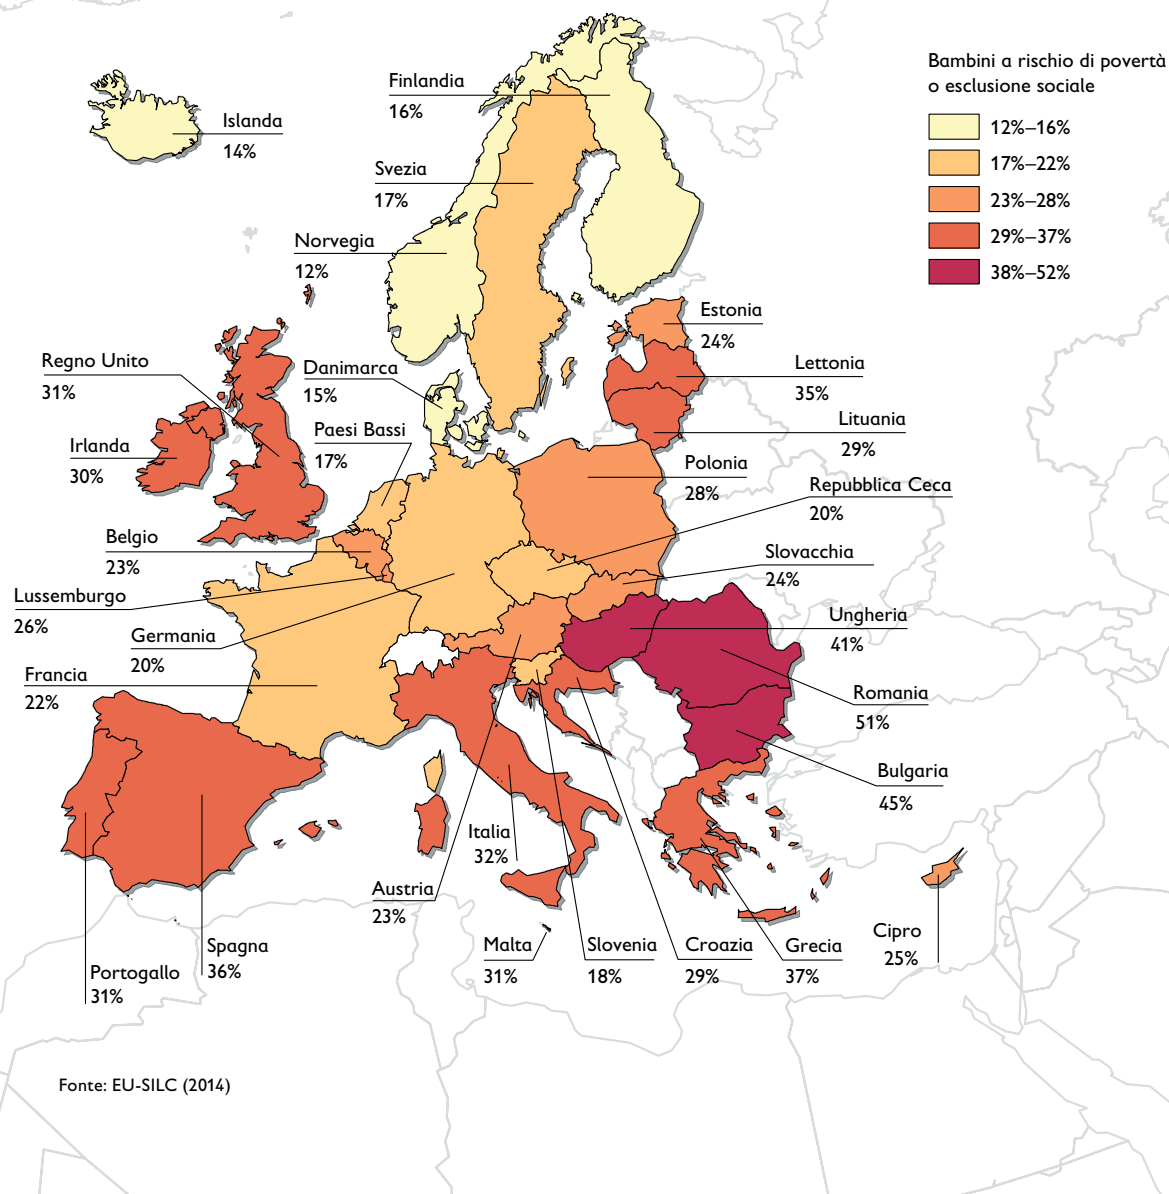 Bambini a rischio di povertà
o esclusione sociale
12%–16%
17%–22%
23%–28%
29%–37%
38%–52%
Finlandia
16%
Islanda
14%
Svezia
17%
Norvegia
12%
Estonia
24%
Regno Unito
31%
Danimarca
15%
Lettonia
35%
Lituania
29%
Paesi Bassi
17%
Irlanda
30%
Polonia
28%
Repubblica Ceca
20%
Belgio
23%
Slovacchia
24%
Lussemburgo
26%
Germania
20%
Ungheria
41%
Francia
22%
Romania
51%
Bulgaria
45%
Italia
32%
Austria
23%
Malta
31%
Slovenia
18%
Croazia
29%
Grecia
37%
Cipro
25%
Spagna
36%
Portogallo
31%
Fonte: EU-SILC (2014)